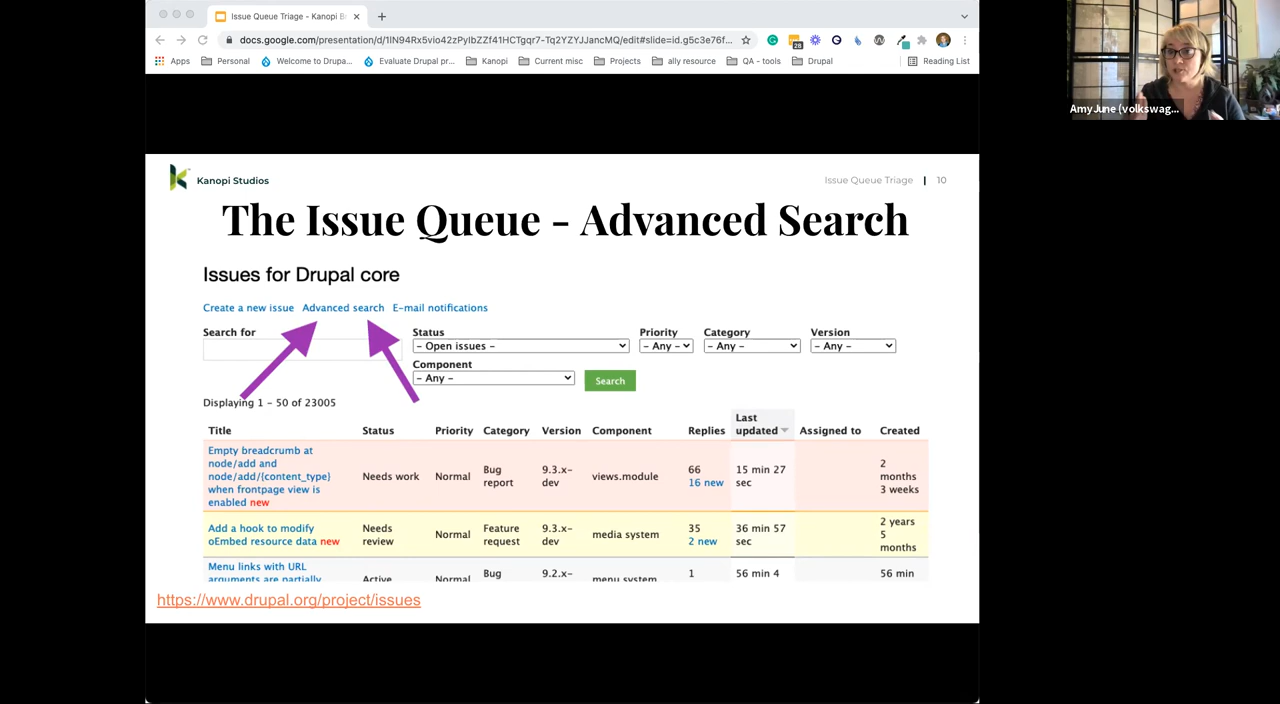 Issue Queue Triage - Kanopi B
docs.google.com/presentation/d/1lN94Rx5vio42zPyIbZZf41HCTgqr7-Tq2YZYJJancMQ/edit#slide=id.g5c3e76f...
28
Apps Personal Welcome to Drupa... Evaluate Drupal pr... Kanopi Current misc Projects ally resource QA - tools Drupal Reading List
AmyJune (volkswag...
Kanopi Studios
Issue Queue Triage | 10
The Issue Queue - Advanced Search
Issues for Drupal core
Create a new issue Advanced search E-mail notifications
Search for Status Priority Category Version
- Open issues - - Any - - Any - - Any -
Component
- Any - Search
Displaying 1 - 50 of 23005
Title Status Priority Category Version Component Replies Last updated Assigned to Created
Empty breadcrumb at
node/add and
node/add/{content_type}
when frontpage view is
enabled new
Needs work
Normal
Bug
report
9.3.x-
dev
views.module
66
16 new
15 min 27
sec
2
months
3 weeks
Add a hook to modify
oEmbed resource data new
Needs
review
Normal
Feature
request
9.3.x-
dev
media system
35
2 new
36 min 57
sec
2 years
5
months
Menu links with URL
arguments are partially
Active
Normal
Bug
9.2.x-
menu system
1
56 min 4
56 min
https://www.drupal.org/project/issues